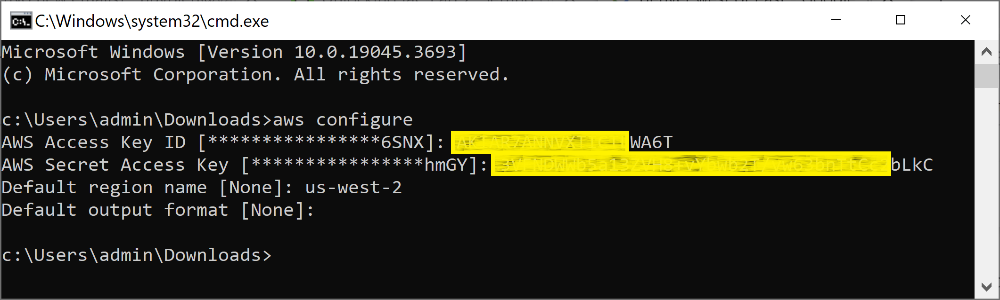 C:\Windows\system32\cmd.exe
Microsoft Windows [Version 10.0.19045.3693]
(c) Microsoft Corporation. All rights reserved.
c:\Users\admin\Downloads>aws configure
AWS Access Key ID [****************6SNX]: WA6T
AWS Secret Access Key [****************hmGY]: bLkC
Default region name [None]: us-west-2
Default output format [None]:
c:\Users\admin\Downloads>